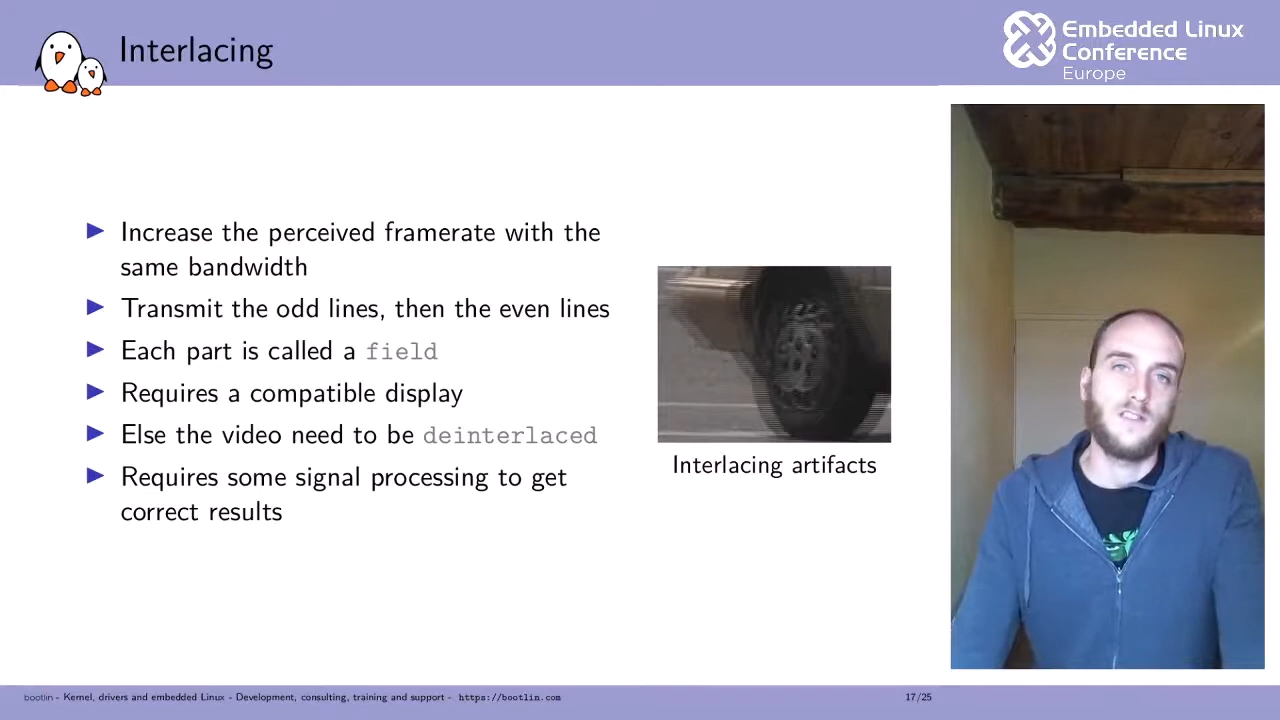 Interlacing
Embedded Linux
Conference
Europe
Increase the perceived framerate with the
same bandwidth
Transmit the odd lines, then the even lines
Each part is called a field
Requires a compatible display
Else the video need to be deinterlaced
Requires some signal processing to get
correct results
Interlacing artifacts
bootlin - Kernel, drivers and embedded Linux - Development, consulting, training and support - https://bootlin.com
17/25